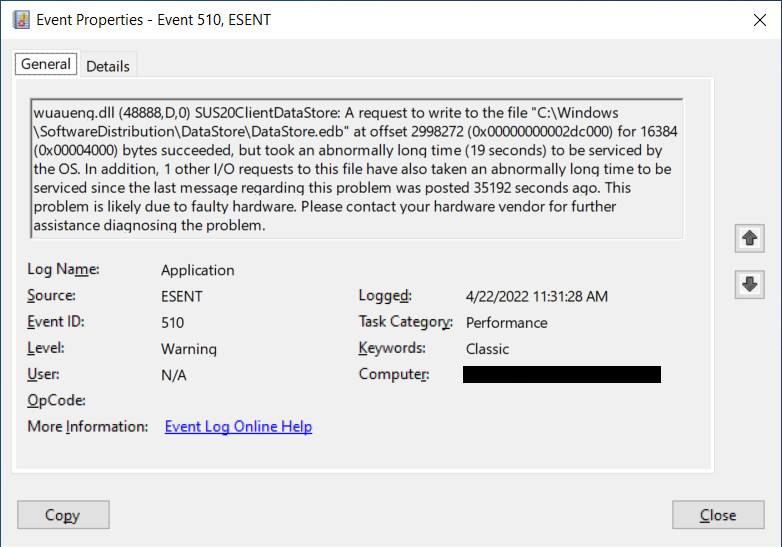 Event Properties - Event 510, ESENT
General
Details
wuaueng.dll (48888,D,0) SUS20ClientDataStore: A request to write to the file "C:\Windows
\SoftwareDistribution\DataStore\DataStore.edb" at offset 2998272 (0x00000000002dc000) for 16384
(0x00004000) bytes succeeded, but took an abnormally long time (19 seconds) to be serviced by
the OS. In addition, 1 other I/O requests to this file have also taken an abnormally long time to be
serviced since the last message regarding this problem was posted 35192 seconds ago. This
problem is likely due to faulty hardware. Please contact your hardware vendor for further
assistance diagnosing the problem.
Log Name: Application
Source: ESENT Logged: 4/22/2022 11:31:28 AM
Event ID: 510 Task Category: Performance
Level: Warning Keywords: Classic
User: N/A Computer:
OpCode:
More Information: Event Log Online Help
Copy Close